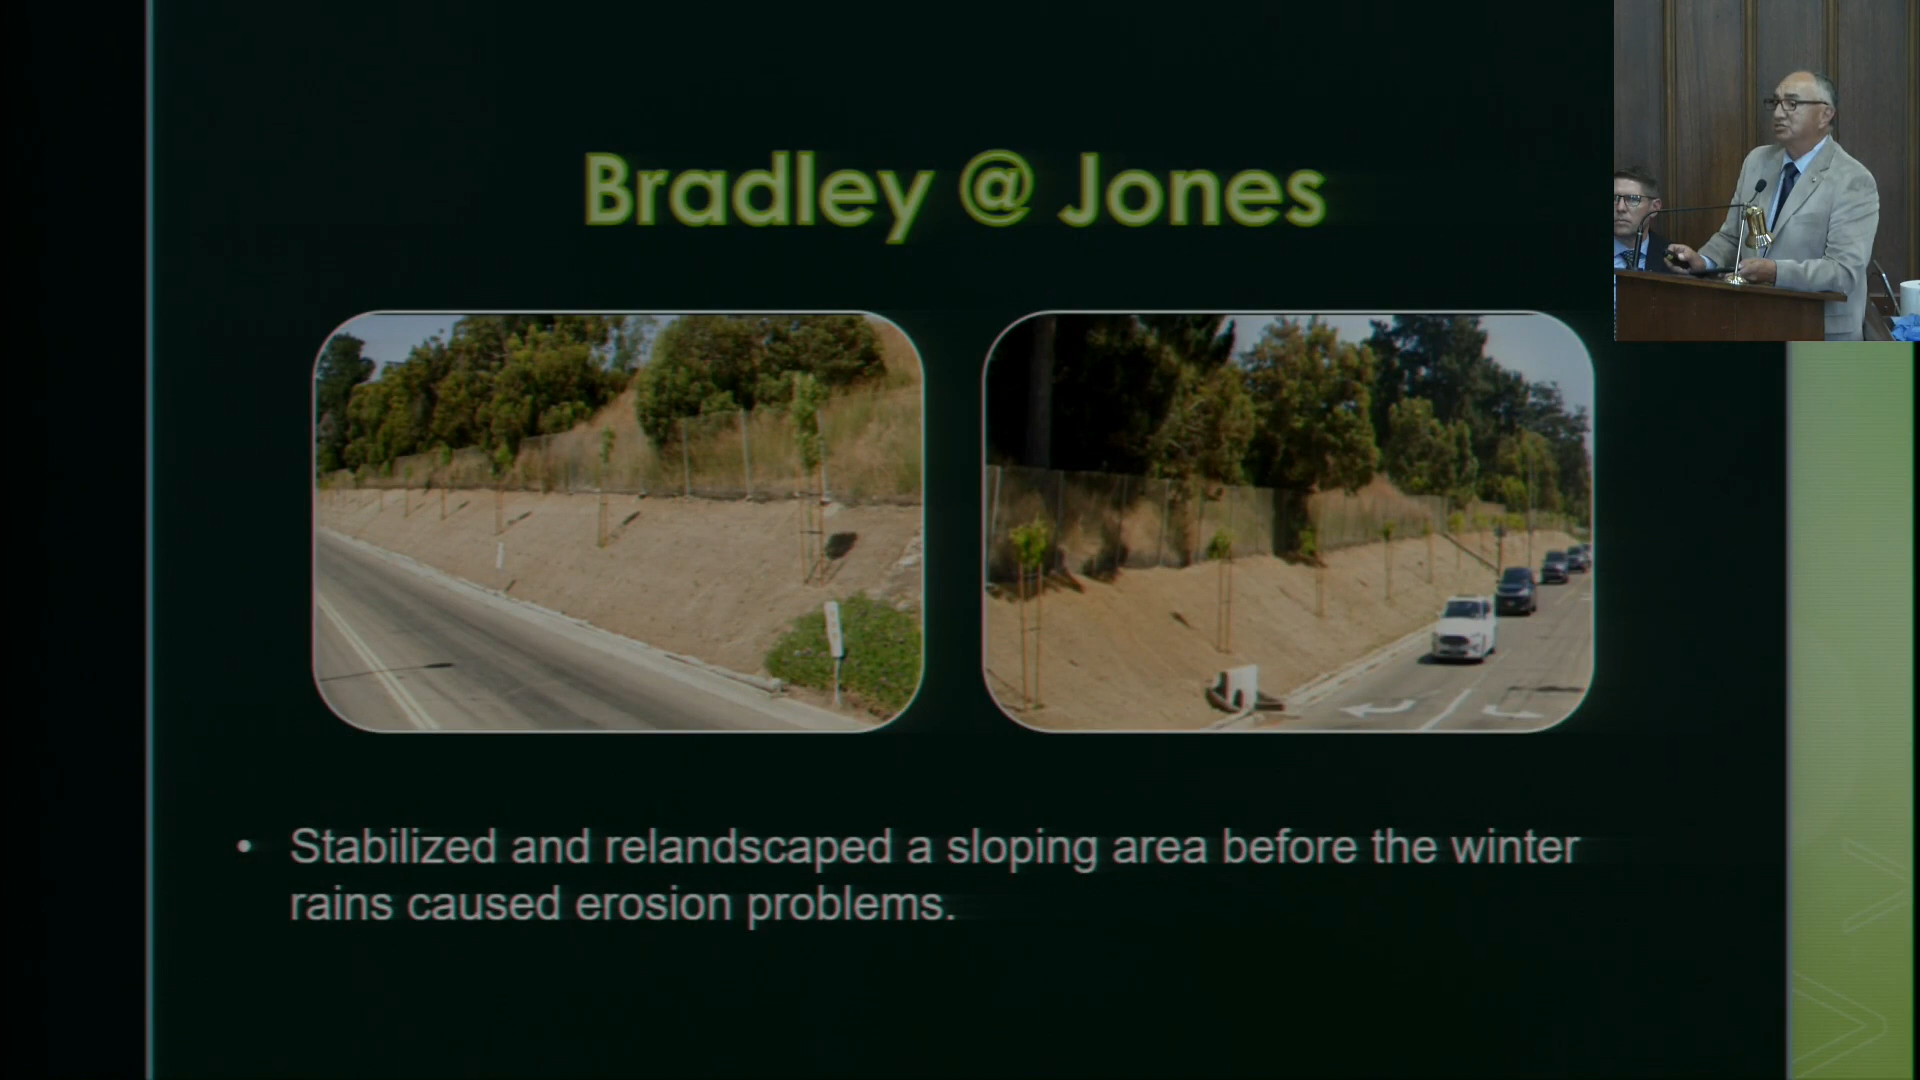 Bradley @ Jones
• Stabilized and relandscaped a sloping area before the winter
rains caused erosion problems.